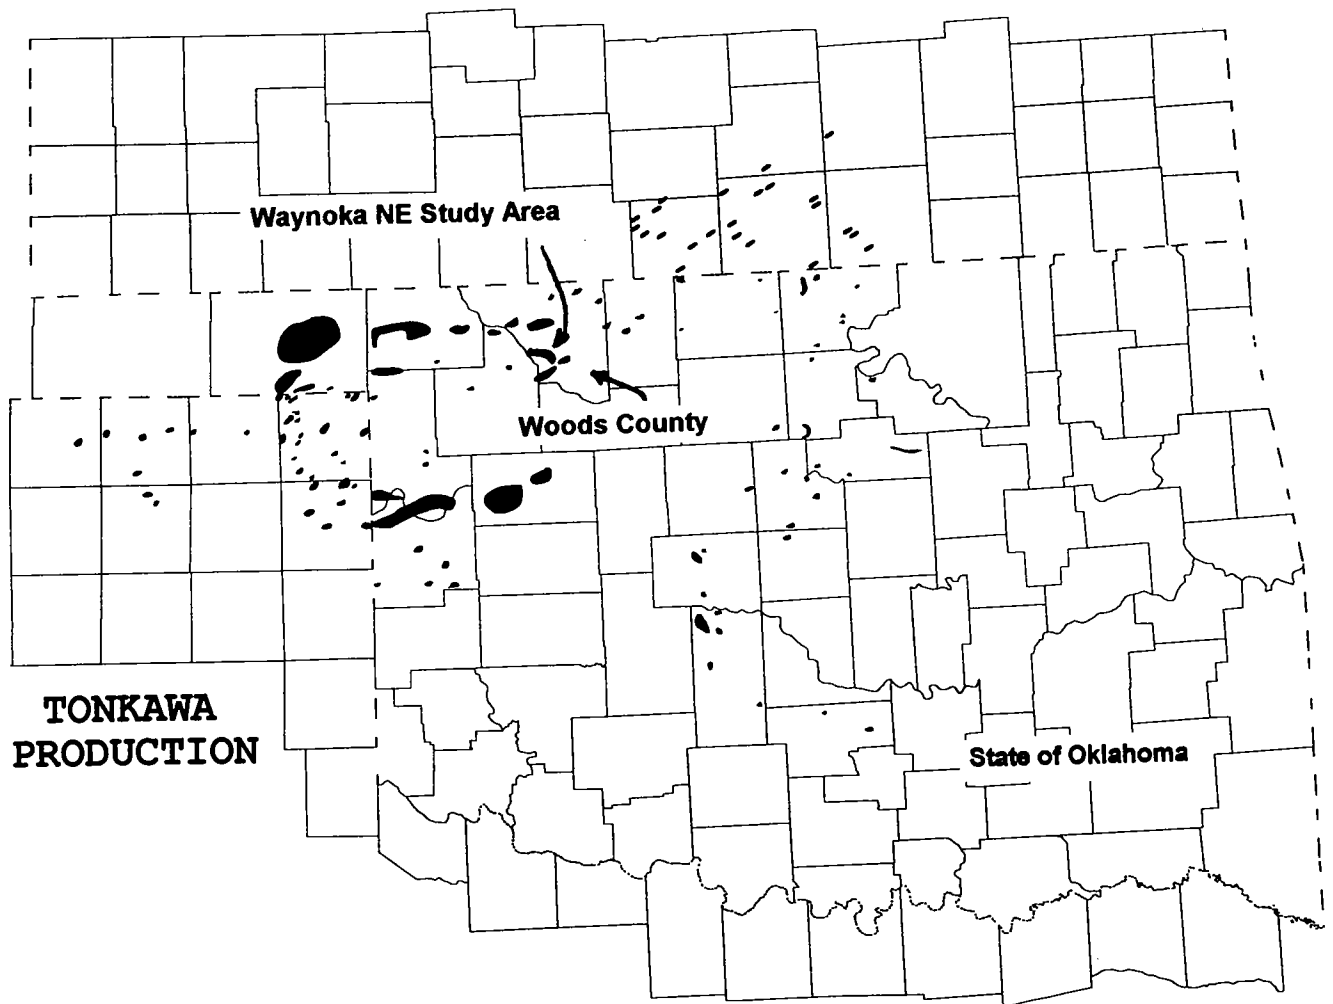 Waynoka NE Study Area
Woods County
TONKAWA
PRODUCTION
State of Oklahoma